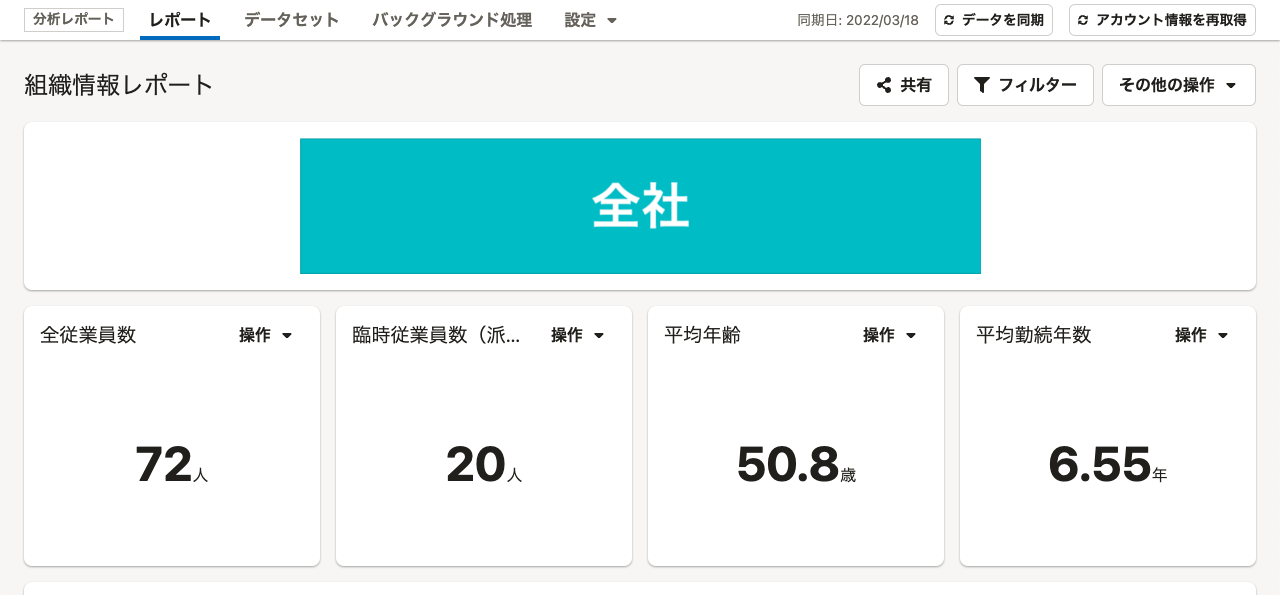 分析レポート レポート データセット バックグラウンド処理 設定 同期日: 2022/03/18 データを同期 アカウント情報を再取得
組織情報レポート 共有 フィルター その他の操作
全社
全従業員数 操作 臨時従業員数（派... 操作 平均年齢 操作 平均勤続年数 操作
72人 20人 50.8歳 6.55年